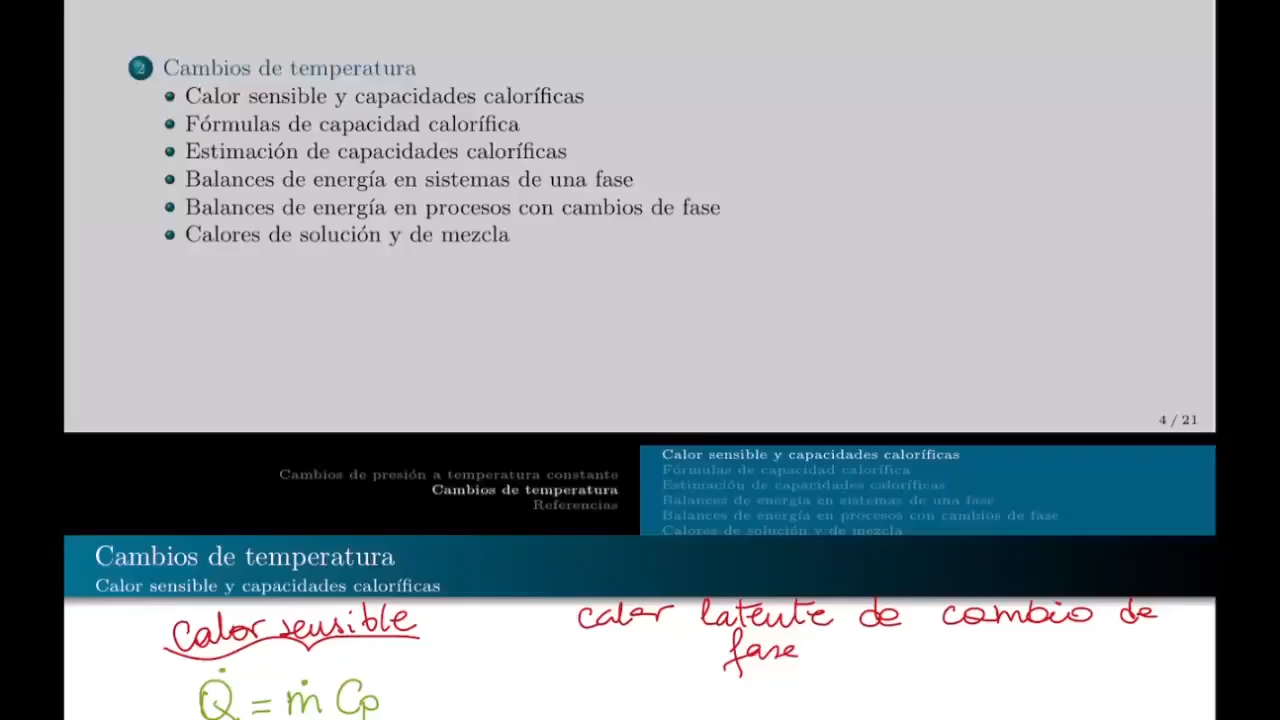 2 Cambios de temperatura
Calor sensible y capacidades caloríficas
Fórmulas de capacidad calorífica
Estimación de capacidades caloríficas
Balances de energía en sistemas de una fase
Balances de energía en procesos con cambios de fase
Calores de solución y de mezcla
4 / 21
Cambios de presión a temperatura constante
Cambios de temperatura
Referencias
Calor sensible y capacidades caloríficas
Fórmulas de capacidad calorífica
Estimación de capacidades caloríficas
Balances de energía en sistemas de una fase
Balances de energía en procesos con cambios de fase
Calores de solución y de mezcla
Cambios de temperatura
Calor sensible y capacidades caloríficas
Calor sensible
calor latente de cambio de
fase
Q̇ = ṁ Cp